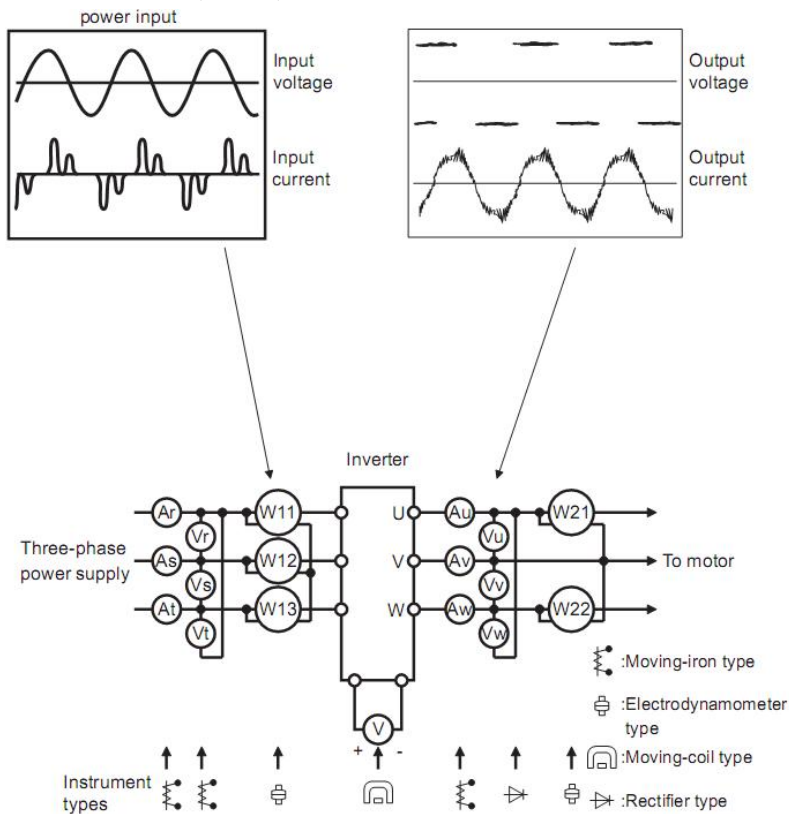 power input
Input
voltage
Input
current
Output
voltage
Output
current
Inverter
Ar
W11
U
Au
W21
Vr
Vu
Three-phase
power supply
As
W12
V
Av
To motor
Vs
Vv
At
W13
W
Aw
W22
Vt
Vw
:Moving-iron type
:Electrodynamometer
type
V
+ -
:Moving-coil type
Instrument
types
:Rectifier type